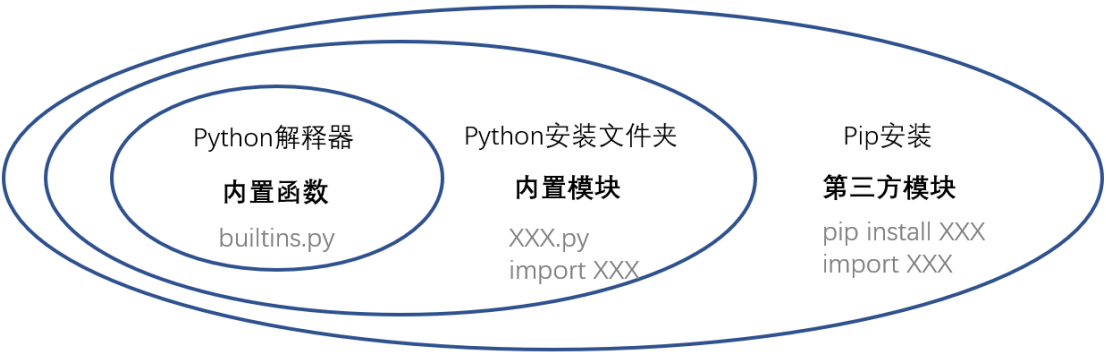 Python解释器
内置函数
builtins.py
Python安装文件夹
内置模块
XXX.py
import XXX
Pip安装
第三方模块
pip install XXX
import XXX